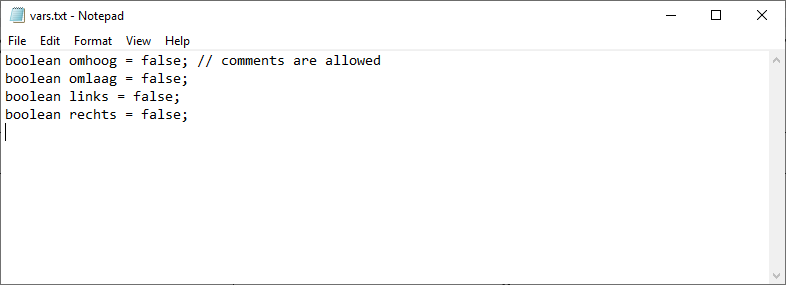 vars.txt - Notepad
File Edit Format View Help
boolean omhoog = false; // comments are allowed
boolean omlaag = false;
boolean links = false;
boolean rechts = false;